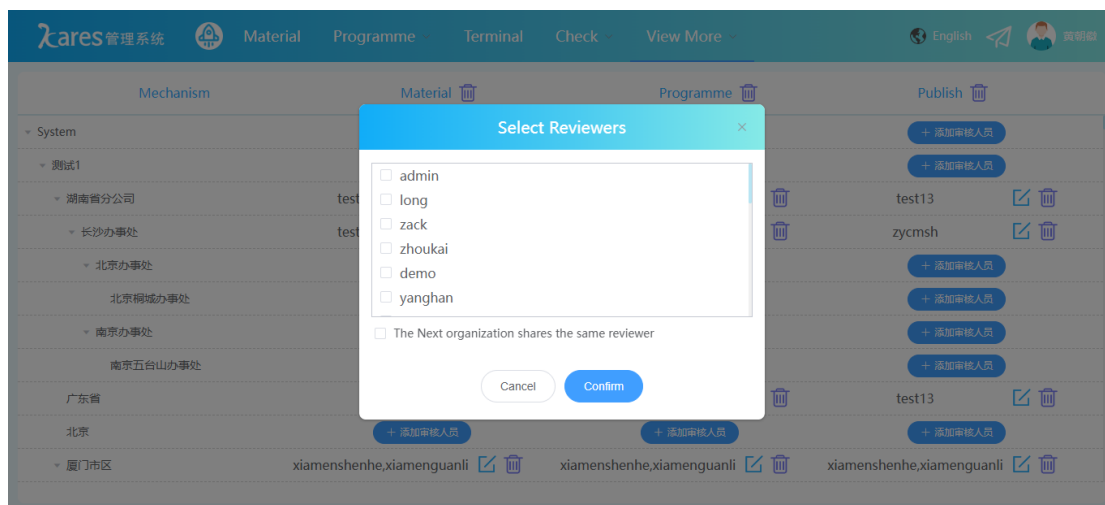 Kares管理系统 Material Programme Terminal Check View More English 黄朝霞
Mechanism Material Programme Publish
Select Reviewers ×
System + 添加审核人员
测试1 + 添加审核人员
admin
湖南省分公司 test long test13
长沙办事处 test zack zycmsh
zhoukai
北京办事处 + 添加审核人员
demo
北京桐城办事处 yanghan + 添加审核人员
南京办事处 The Next organization shares the same reviewer + 添加审核人员
南京五台山办事处 + 添加审核人员
Cancel Confirm
广东省 test13
北京 + 添加审核人员 + 添加审核人员 + 添加审核人员
厦门市区 xiamenshenhe,xiamenguanli xiamenshenhe,xiamenguanli xiamenshenhe,xiamenguanli